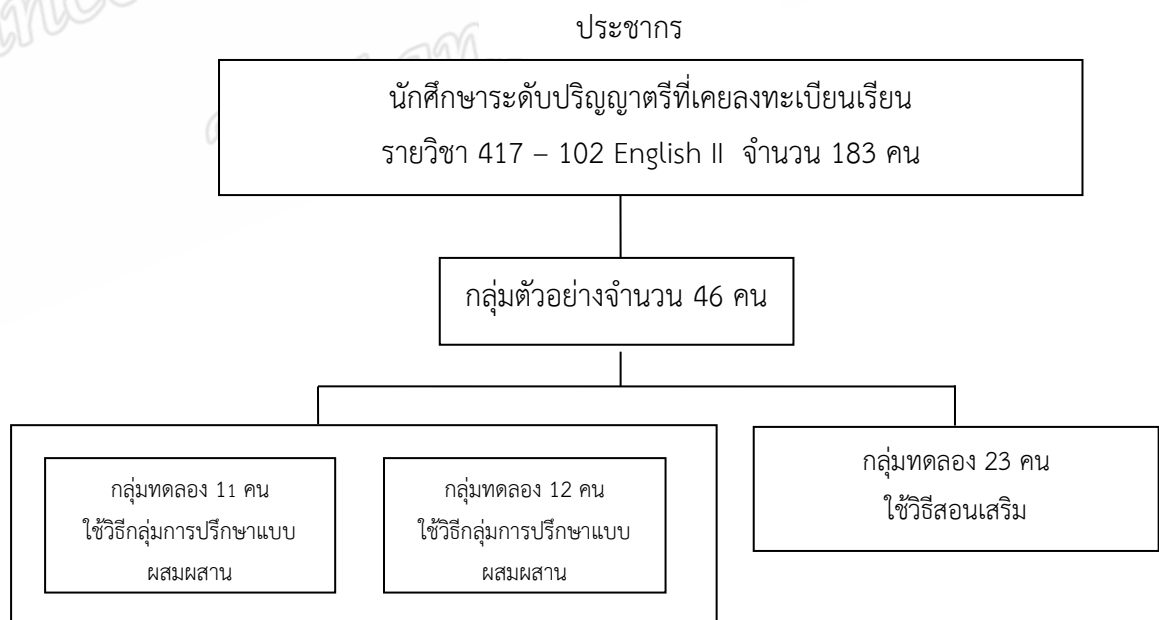 ประชากร
นักศึกษาระดับปริญญาตรีที่เคยลงทะเบียนเรียน
รายวิชา 417 – 102 English II จำนวน 183 คน
กลุ่มตัวอย่างจำนวน 46 คน
กลุ่มทดลอง 11 คน
ใช้วิธีกลุ่มการปรึกษาแบบ
ผสมผสาน
กลุ่มทดลอง 12 คน
ใช้วิธีกลุ่มการปรึกษาแบบ
ผสมผสาน
กลุ่มทดลอง 23 คน
ใช้วิธีสอนเสริม